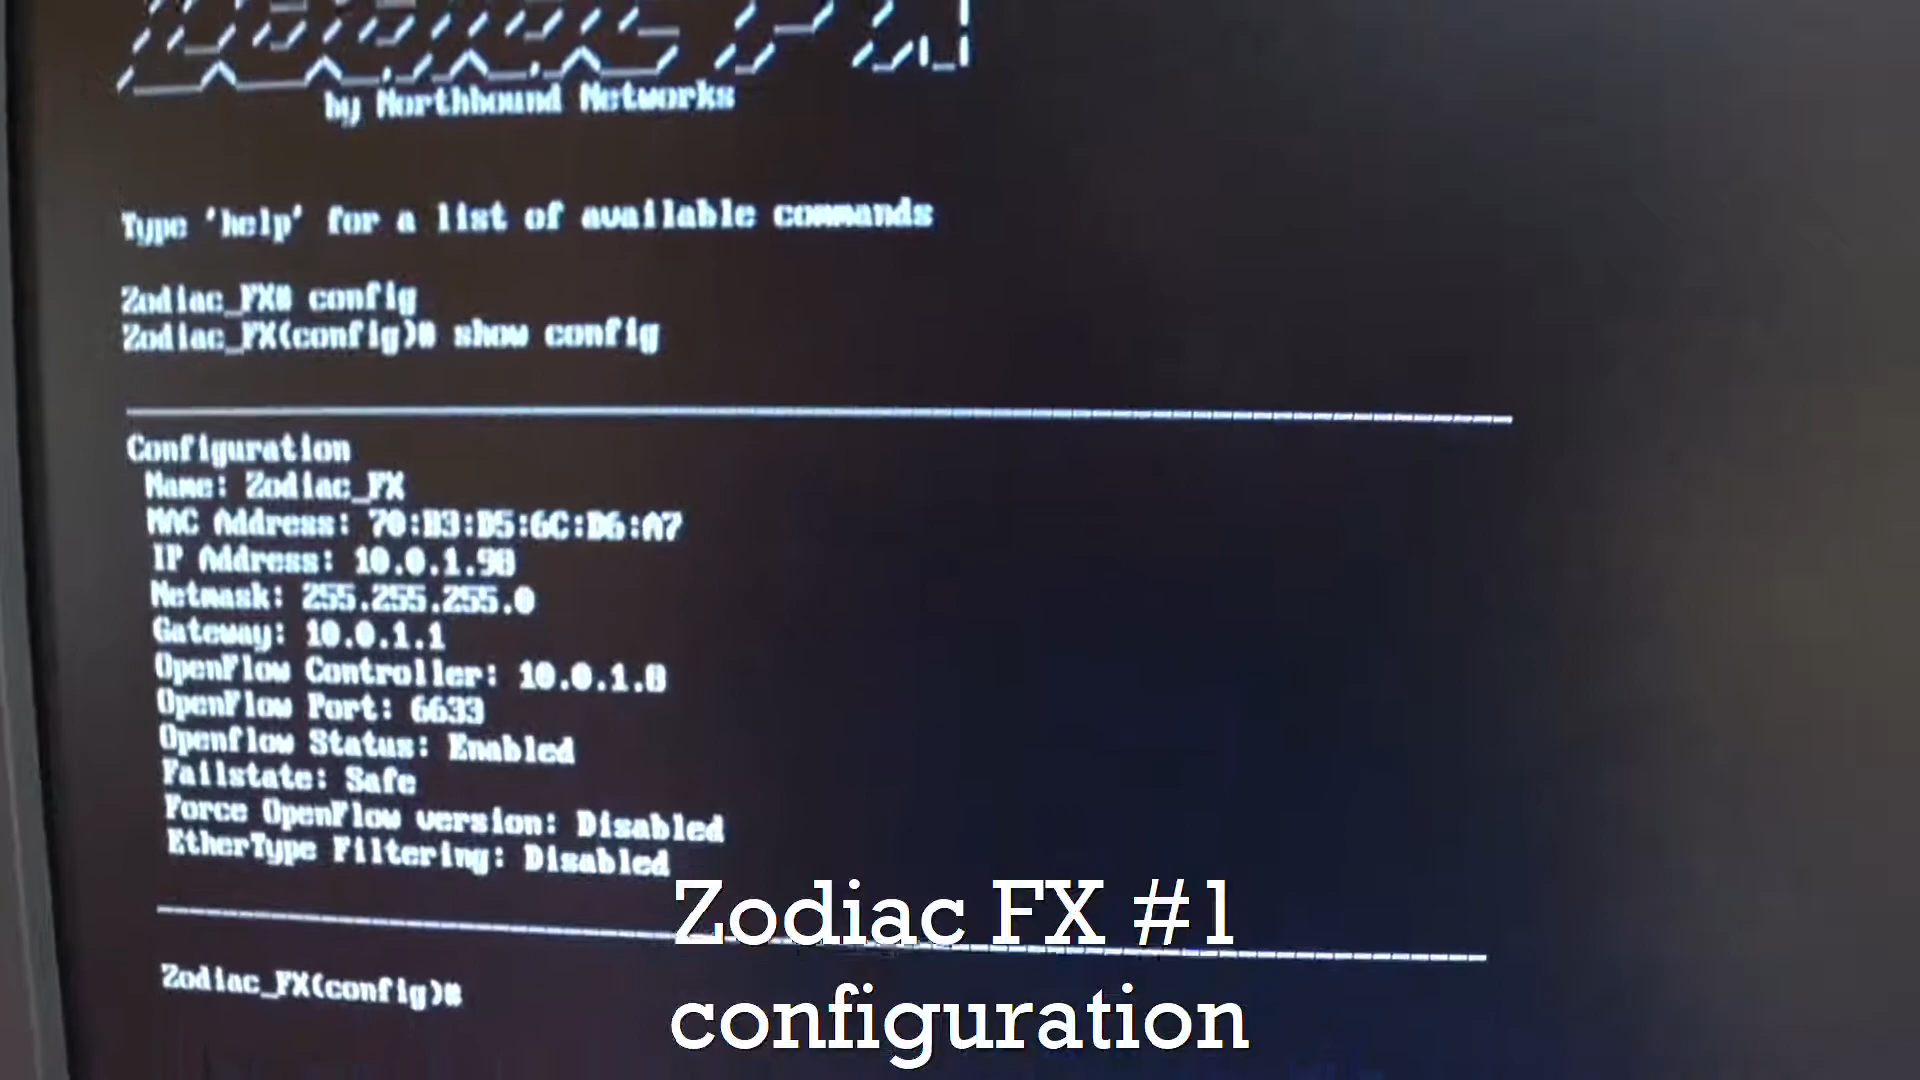 by Northbound Networks
Type 'help' for a list of available commands
Zodiac_FX# config
Zodiac_FX(config)# show config
Configuration
Name: Zodiac_FX
MAC Address: 70:B3:D5:6C:D6:A7
IP Address: 10.0.1.98
Netmask: 255.255.255.0
Gateway: 10.0.1.1
OpenFlow Controller: 10.0.1.8
OpenFlow Port: 6633
Openflow Status: Enabled
Failstate: Safe
Force OpenFlow version: Disabled
EtherType Filtering: Disabled
Zodiac_FX(config)#
Zodiac FX #1
configuration